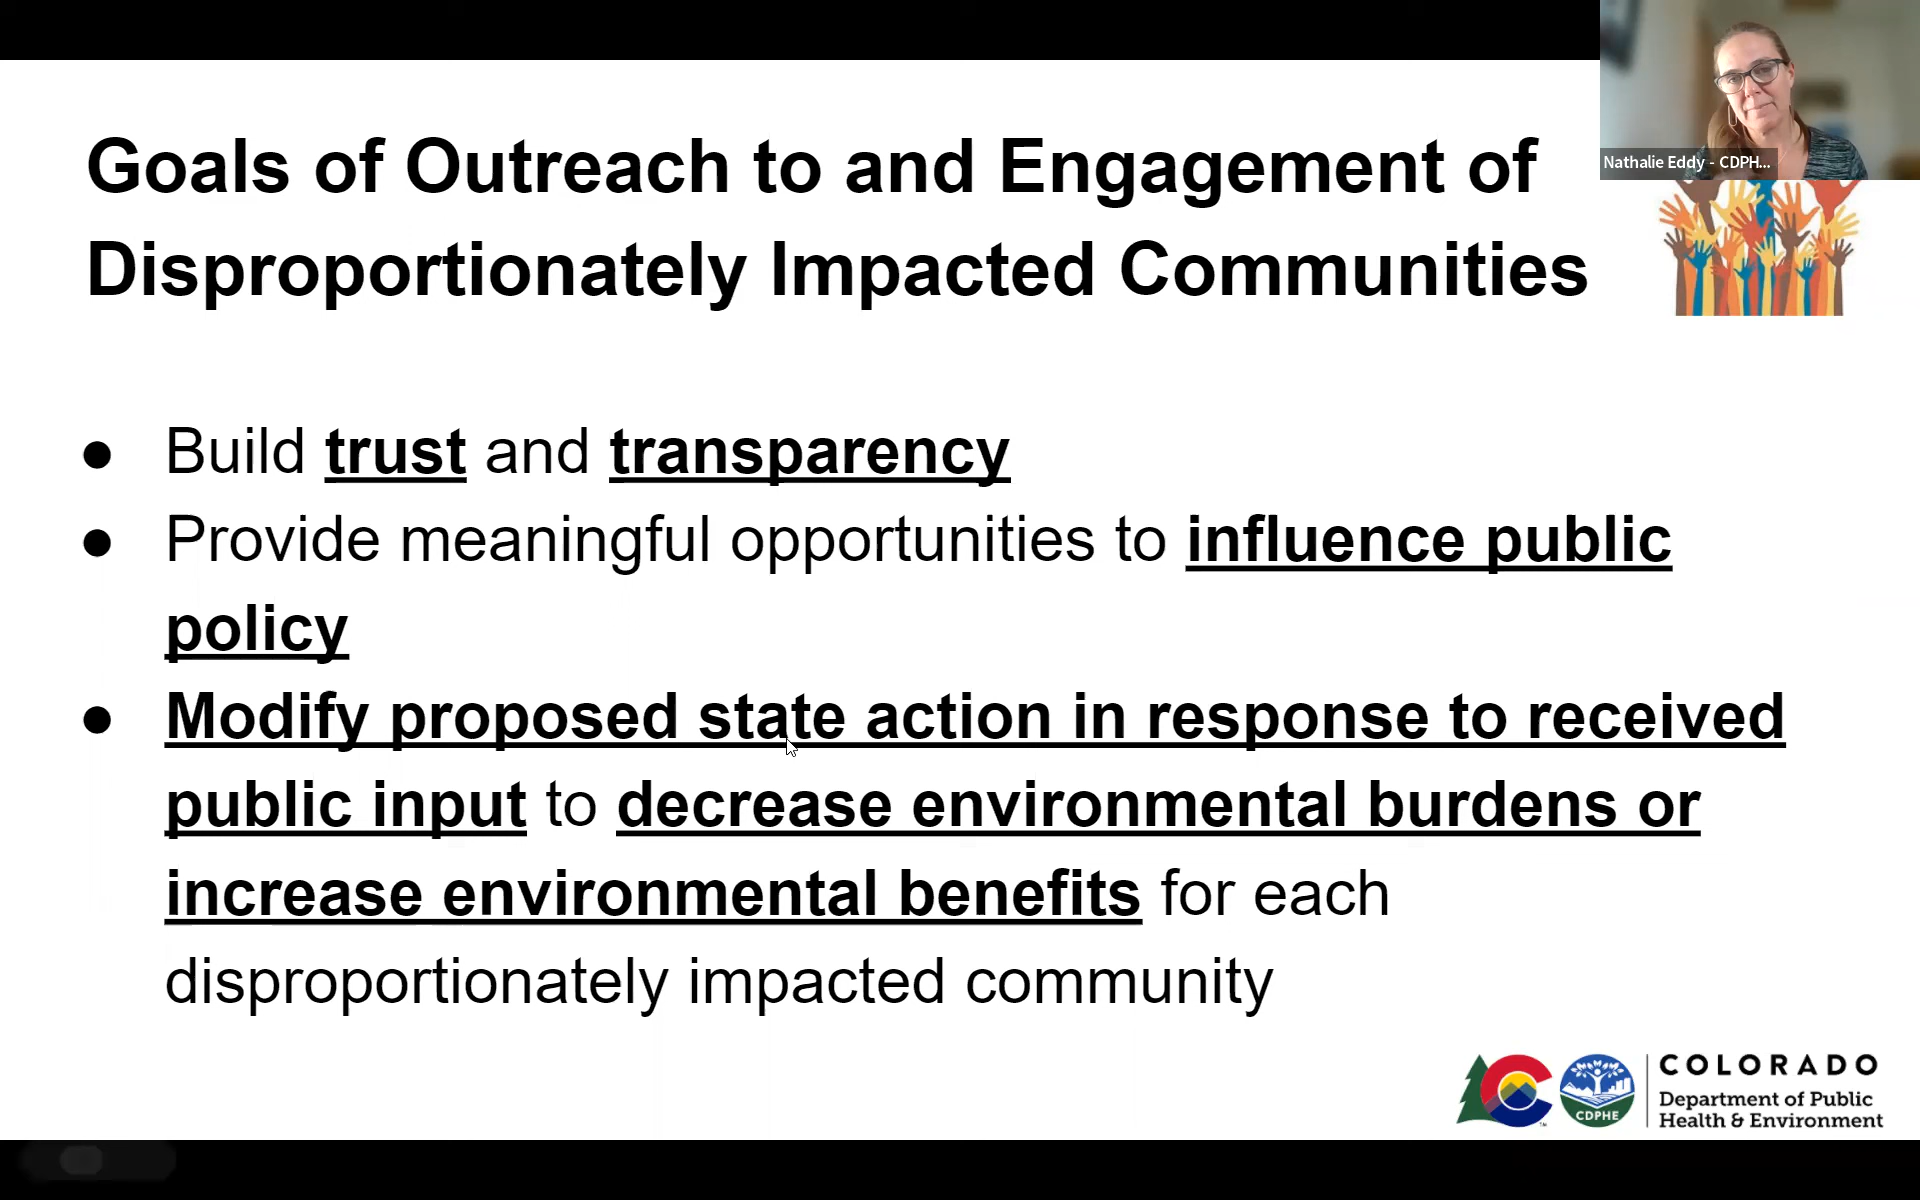 Nathalie Eddy - CDPH...
Goals of Outreach to and Engagement of
Disproportionately Impacted Communities
● Build trust and transparency
● Provide meaningful opportunities to influence public
policy
● Modify proposed state action in response to received
public input to decrease environmental burdens or
increase environmental benefits for each
disproportionately impacted community
CDPHE
COLORADO
Department of Public
Health & Environment